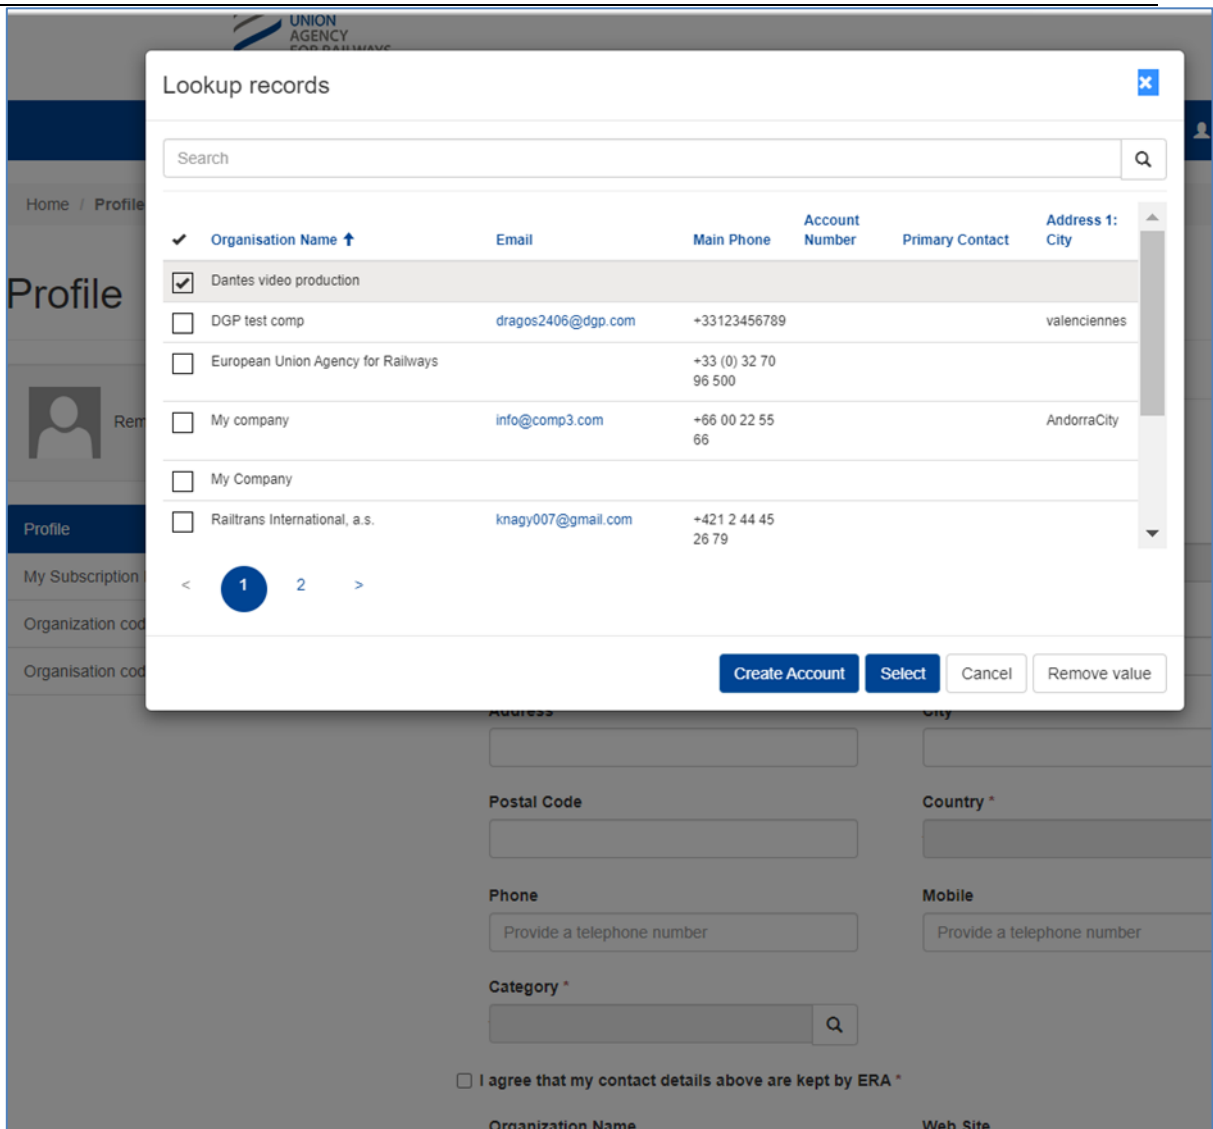 UNION
AGENCY
FOR RAILWAYS
Lookup records
Search
Home / Profile
Organisation Name Email Main Phone Account Number Primary Contact Address 1: City
Dantes video production
Profile
DGP test comp dragos2406@dgp.com +33123456789 valenciennes
European Union Agency for Railways +33 (0) 32 70
96 500
My company info@comp3.com +66 00 22 55 AndorraCity
66
Rem
My Company
Railtrans International, a.s. knagy007@gmail.com +421 2 44 45
26 79
Profile
My Subscription
Organization cod
Organisation cod
< 1 2 >
Create Account Select Cancel Remove value
Address City
Postal Code Country *
Phone Mobile
Provide a telephone number Provide a telephone number
Category *
I agree that my contact details above are kept by ERA *
Organization Name Web Site